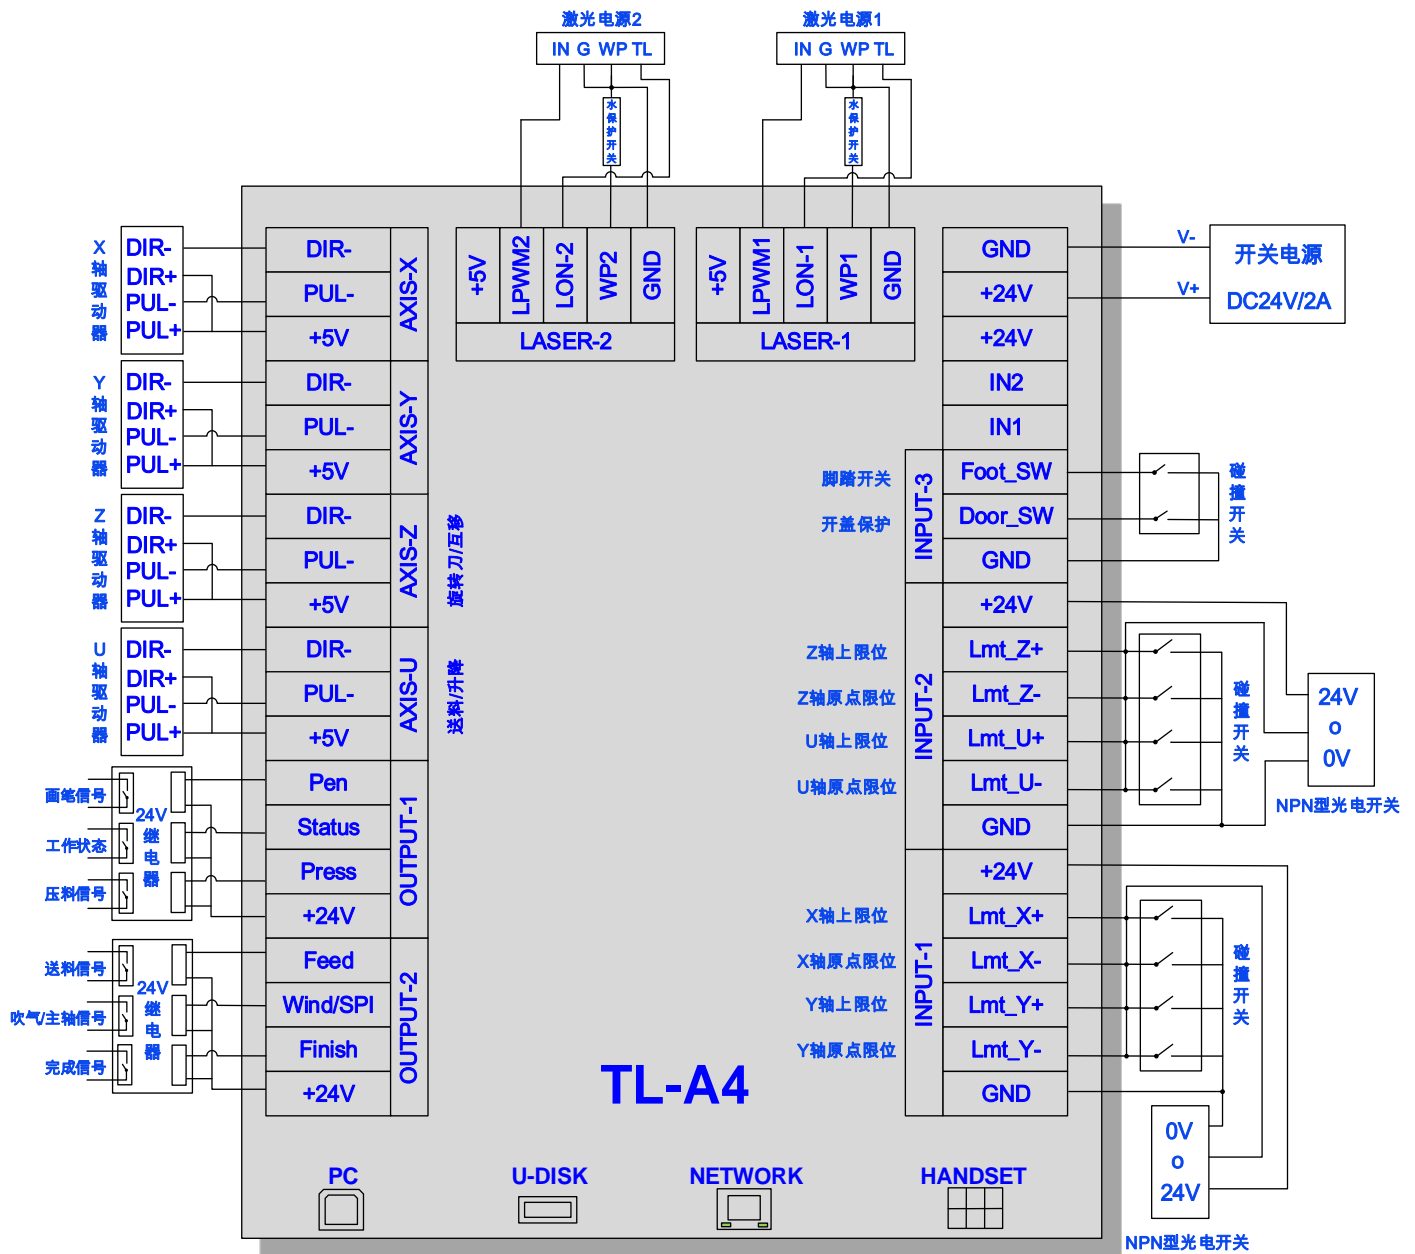 激光电源2
IN G WP TL
水保护开关
激光电源1
IN G WP TL
水保护开关
+5V
LPWM2
LON-2
WP2
GND
LASER-2
+5V
LPWM1
LON-1
WP1
GND
LASER-1
X轴驱动器
DIR-
DIR+
PUL-
PUL+
DIR-
PUL-
+5V
AXIS-X
Y轴驱动器
DIR-
DIR+
PUL-
PUL+
DIR-
PUL-
+5V
AXIS-Y
Z轴驱动器
DIR-
DIR+
PUL-
PUL+
DIR-
PUL-
+5V
AXIS-Z
旋转刀/互移
U轴驱动器
DIR-
DIR+
PUL-
PUL+
DIR-
PUL-
+5V
AXIS-U
送料/升降
画笔信号
工作状态
压料信号
24V
继电器
Pen
Status
Press
+24V
OUTPUT-1
送料信号
吹气/主轴信号
完成信号
24V
继电器
Feed
Wind/SPI
Finish
+24V
OUTPUT-2
GND
+24V
+24V
IN2
IN1
V-
V+
开关电源
DC24V/2A
脚踏开关
开盖保护
INPUT-3
Foot_SW
Door_SW
GND
碰撞开关
Z轴上限位
Z轴原点限位
U轴上限位
U轴原点限位
INPUT-2
+24V
Lmt_Z+
Lmt_Z-
Lmt_U+
Lmt_U-
GND
碰撞开关
24V
o
0V
NPN型光电开关
X轴上限位
X轴原点限位
Y轴上限位
Y轴原点限位
INPUT-1
+24V
Lmt_X+
Lmt_X-
Lmt_Y+
Lmt_Y-
GND
碰撞开关
0V
o
24V
NPN型光电开关
TL-A4
PC
U-DISK
NETWORK
HANDSET